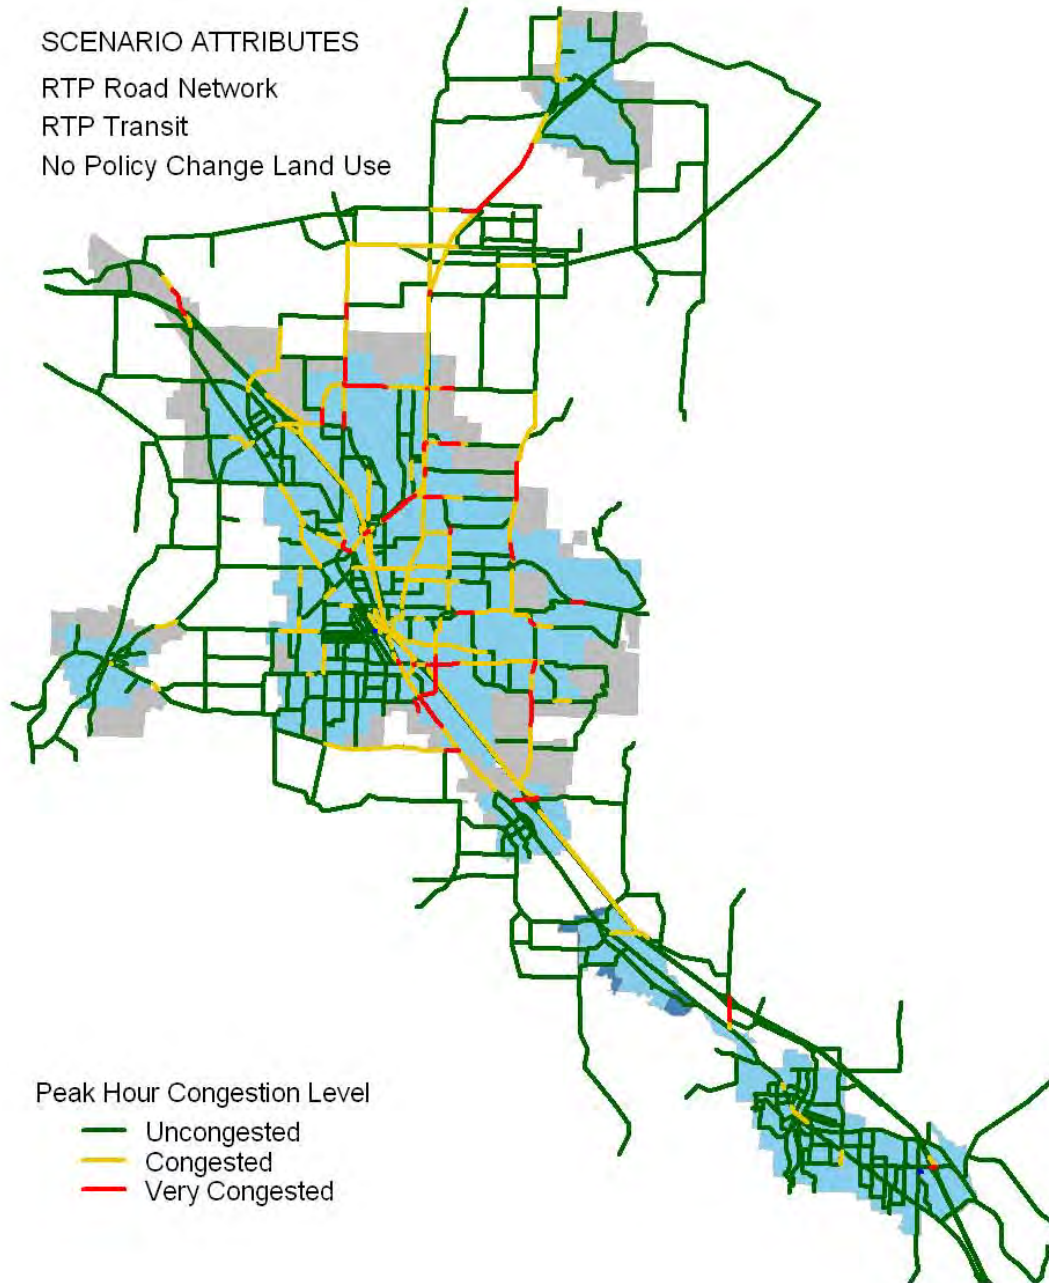 SCENARIO ATTRIBUTES
RTP Road Network
RTP Transit
No Policy Change Land Use
Peak Hour Congestion Level
Uncongested
Congested
Very Congested